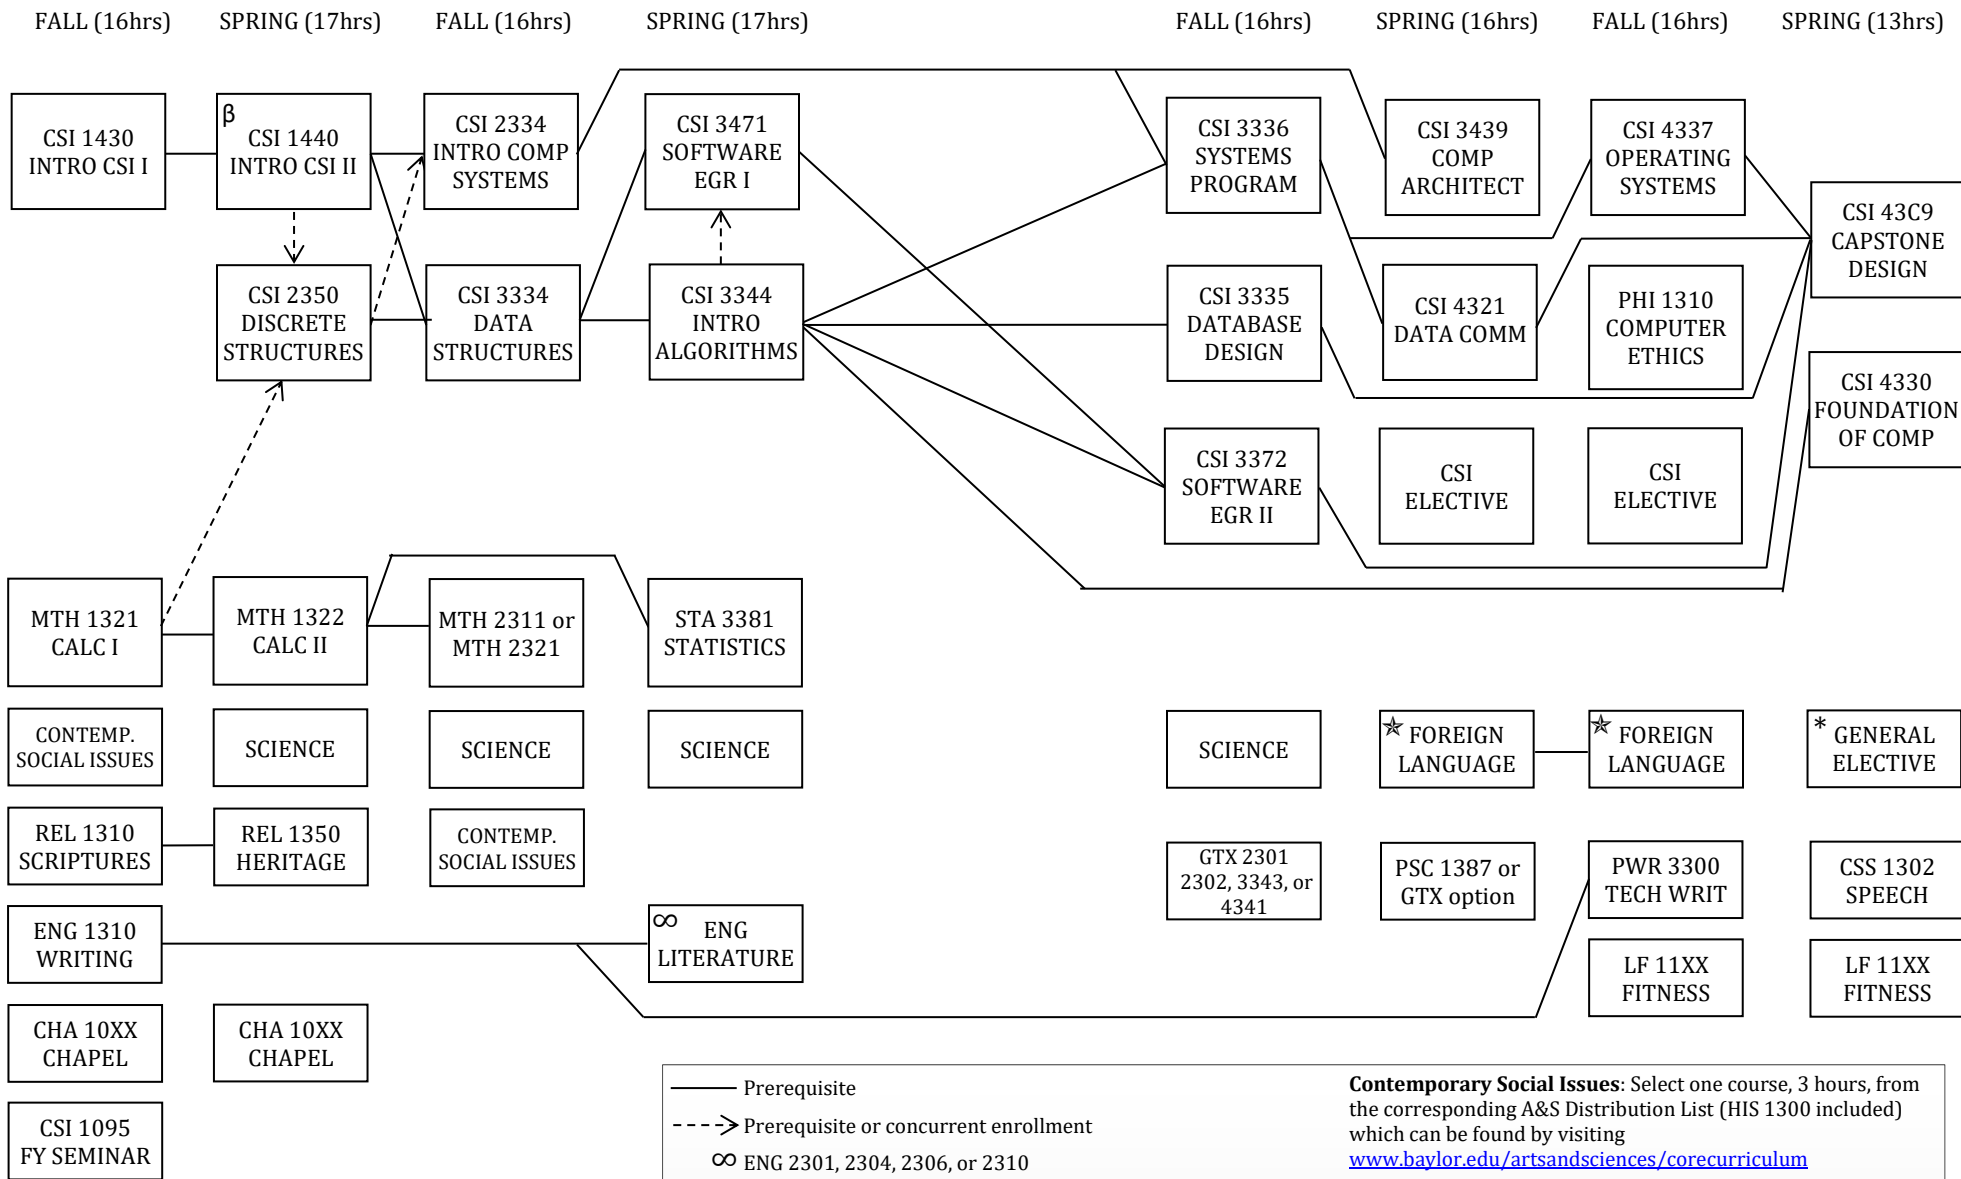 FALL (16hrs)
SPRING (17hrs)
FALL (16hrs)
SPRING (17hrs)
FALL (16hrs)
SPRING (16hrs)
FALL (16hrs)
SPRING (13hrs)
CSI 1430
INTRO CSI I
β
CSI 1440
INTRO CSI II
CSI 2334
INTRO COMP
SYSTEMS
CSI 3471
SOFTWARE
EGR I
CSI 3336
SYSTEMS
PROGRAM
CSI 3439
COMP
ARCHITECT
CSI 4337
OPERATING
SYSTEMS
CSI 43C9
CAPSTONE
DESIGN
CSI 2350
DISCRETE
STRUCTURES
CSI 3334
DATA
STRUCTURES
CSI 3344
INTRO
ALGORITHMS
CSI 3335
DATABASE
DESIGN
CSI 4321
DATA COMM
PHI 1310
COMPUTER
ETHICS
CSI 4330
FOUNDATION
OF COMP
CSI 3372
SOFTWARE
EGR II
CSI
ELECTIVE
CSI
ELECTIVE
MTH 1321
CALC I
MTH 1322
CALC II
MTH 2311 or
MTH 2321
STA 3381
STATISTICS
CONTEMP.
SOCIAL ISSUES
SCIENCE
SCIENCE
SCIENCE
SCIENCE
✯ FOREIGN
LANGUAGE
✯ FOREIGN
LANGUAGE
* GENERAL
ELECTIVE
REL 1310
SCRIPTURES
REL 1350
HERITAGE
CONTEMP.
SOCIAL ISSUES
GTX 2301
2302, 3343, or
4341
PSC 1387 or
GTX option
PWR 3300
TECH WRIT
CSS 1302
SPEECH
ENG 1310
WRITING
∞ ENG
LITERATURE
LF 11XX
FITNESS
LF 11XX
FITNESS
CHA 10XX
CHAPEL
CHA 10XX
CHAPEL
CSI 1095
FY SEMINAR
Prerequisite
Prerequisite or concurrent enrollment
∞ ENG 2301, 2304, 2306, or 2310
Contemporary Social Issues: Select one course, 3 hours, from
the corresponding A&S Distribution List (HIS 1300 included)
which can be found by visiting
www.baylor.edu/artsandsciences/corecurriculum